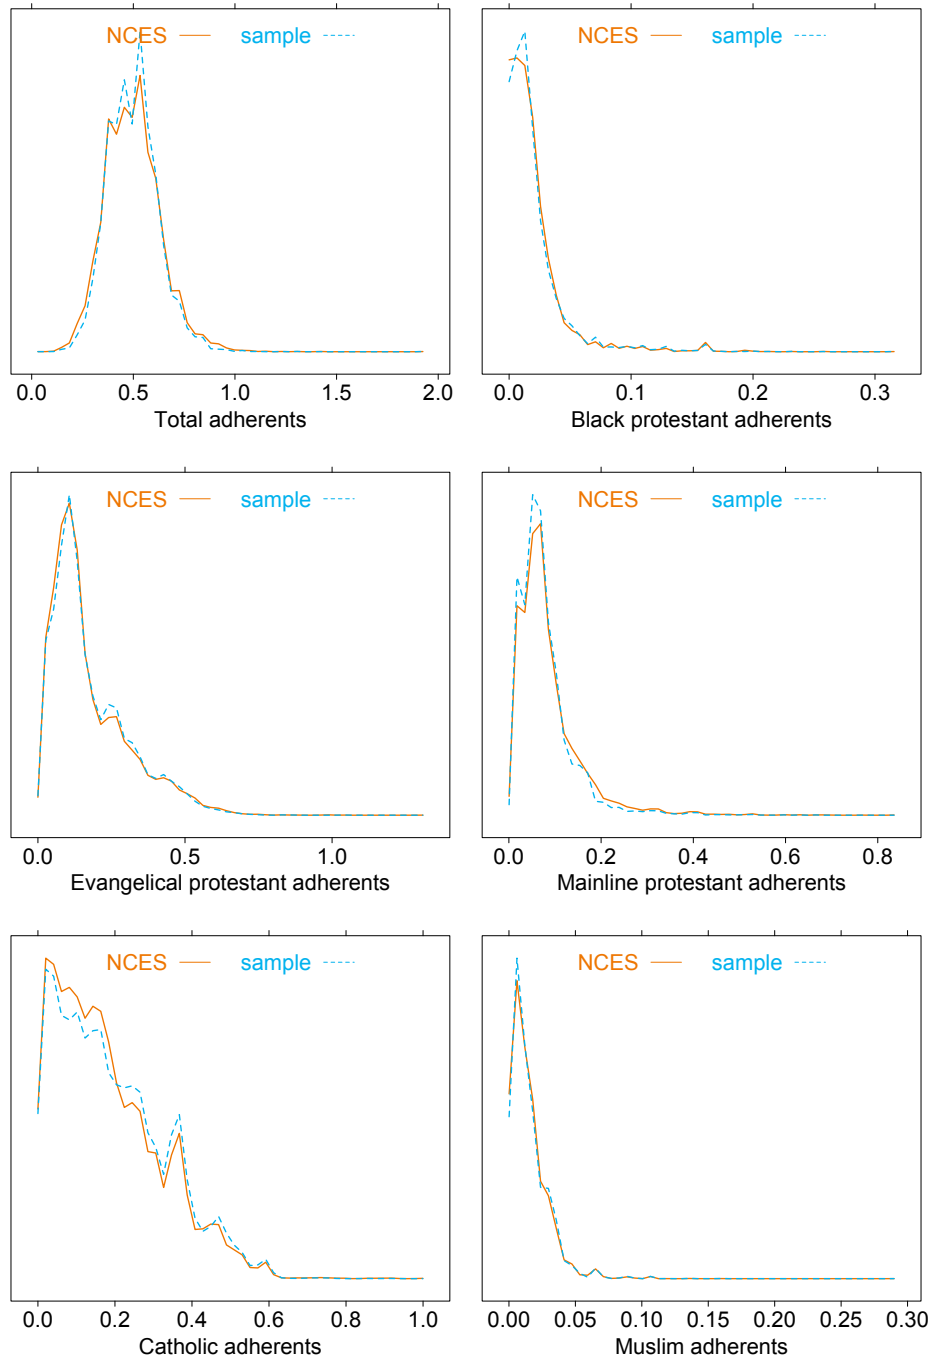 NCES sample
0.0 0.5 1.0 1.5 2.0
Total adherents
NCES sample
0.0 0.1 0.2 0.3
Black protestant adherents
NCES sample
0.0 0.5 1.0
Evangelical protestant adherents
NCES sample
0.0 0.2 0.4 0.6 0.8
Mainline protestant adherents
NCES sample
0.0 0.2 0.4 0.6 0.8 1.0
Catholic adherents
NCES sample
0.00 0.05 0.10 0.15 0.20 0.25 0.30
Muslim adherents